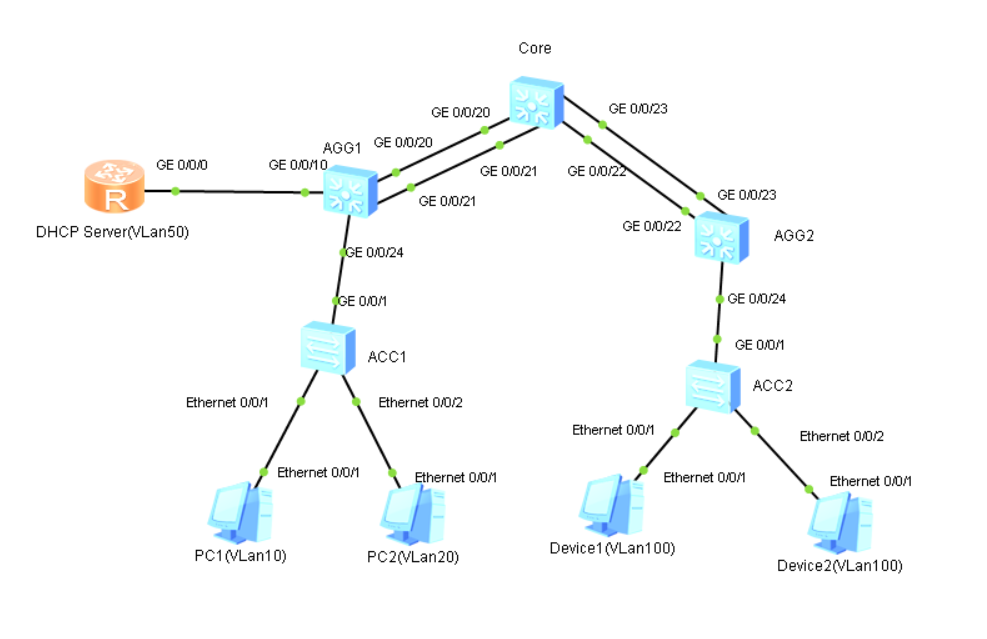 Core
GE 0/0/23
GE 0/0/20
GE 0/0/20
AGG1
GE 0/0/0
GE 0/0/10
GE 0/0/21
GE 0/0/22
GE 0/0/23
GE 0/0/21
GE 0/0/22
AGG2
R
DHCP Server(VLan50)
GE 0/0/24
GE 0/0/24
GE 0/0/1
GE 0/0/1
ACC1
ACC2
Ethernet 0/0/1
Ethernet 0/0/2
Ethernet 0/0/1
Ethernet 0/0/2
Ethernet 0/0/1
Ethernet 0/0/1
Ethernet 0/0/1
Ethernet 0/0/1
PC1(VLan10)
PC2(VLan20)
Device1(VLan100)
Device2(VLan100)